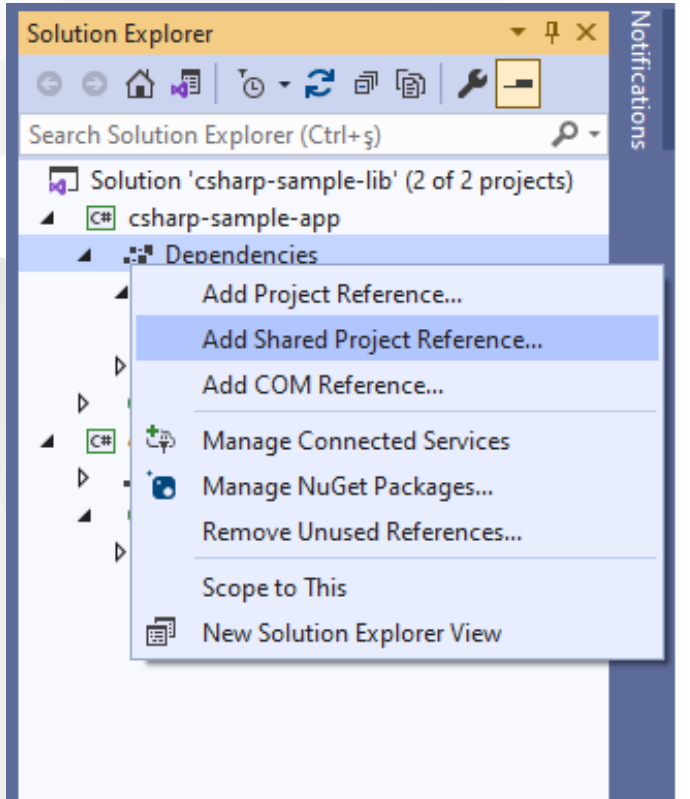 Solution Explorer
Notifications
Search Solution Explorer (Ctrl+ş)
Solution 'csharp-sample-lib' (2 of 2 projects)
C# csharp-sample-app
Dependencies
Add Project Reference...
Add Shared Project Reference...
Add COM Reference...
C#
Manage Connected Services
Manage NuGet Packages...
Remove Unused References...
Scope to This
New Solution Explorer View